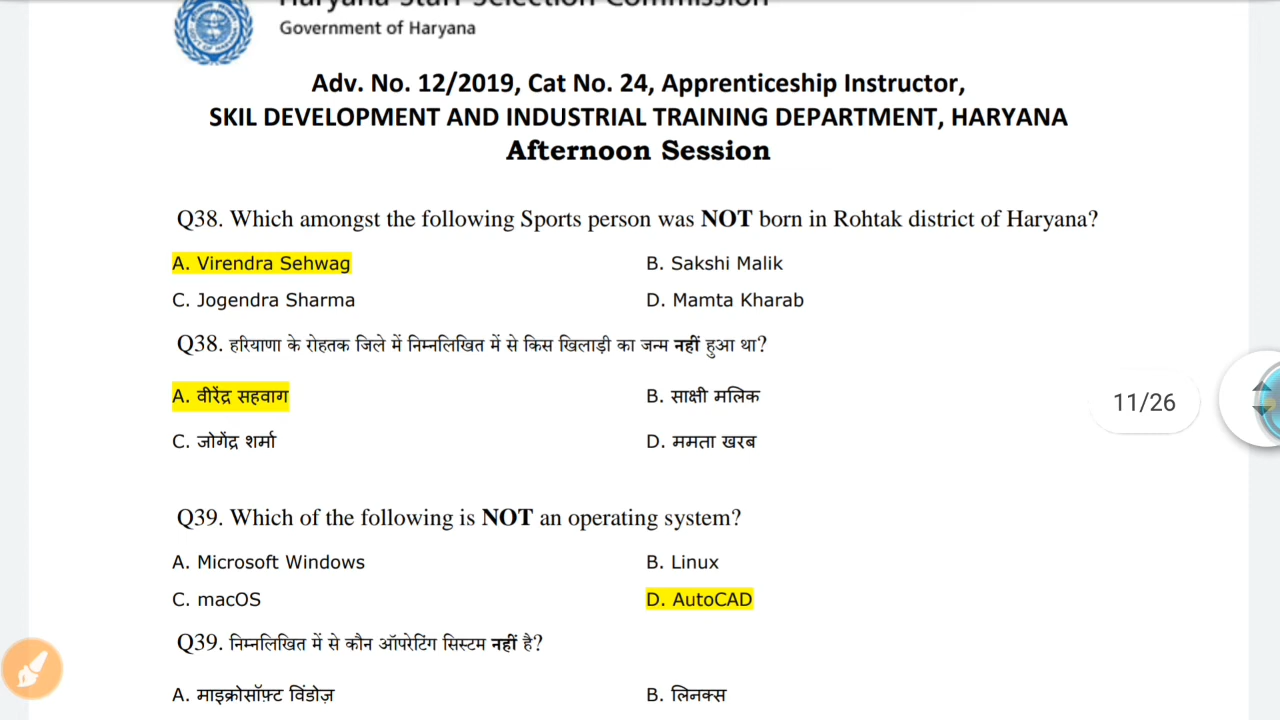 Haryana Staff Selection Commission
Government of Haryana
Adv. No. 12/2019, Cat No. 24, Apprenticeship Instructor,
SKIL DEVELOPMENT AND INDUSTRIAL TRAINING DEPARTMENT, HARYANA
Afternoon Session
Q38. Which amongst the following Sports person was NOT born in Rohtak district of Haryana?
A. Virendra Sehwag B. Sakshi Malik
C. Jogendra Sharma D. Mamta Kharab
Q38. हरियाणा के रोहतक जिले में निम्नलिखित में से किस खिलाड़ी का जन्म नहीं हुआ था?
A. वीरेंद्र सहवाग B. साक्षी मलिक
C. जोगेंद्र शर्मा D. ममता खरब
11/26
Q39. Which of the following is NOT an operating system?
A. Microsoft Windows B. Linux
C. macOS D. AutoCAD
Q39. निम्नलिखित में से कौन ऑपरेटिंग सिस्टम नहीं है?
A. माइक्रोसॉफ़्ट विंडोज़ B. लिनक्स